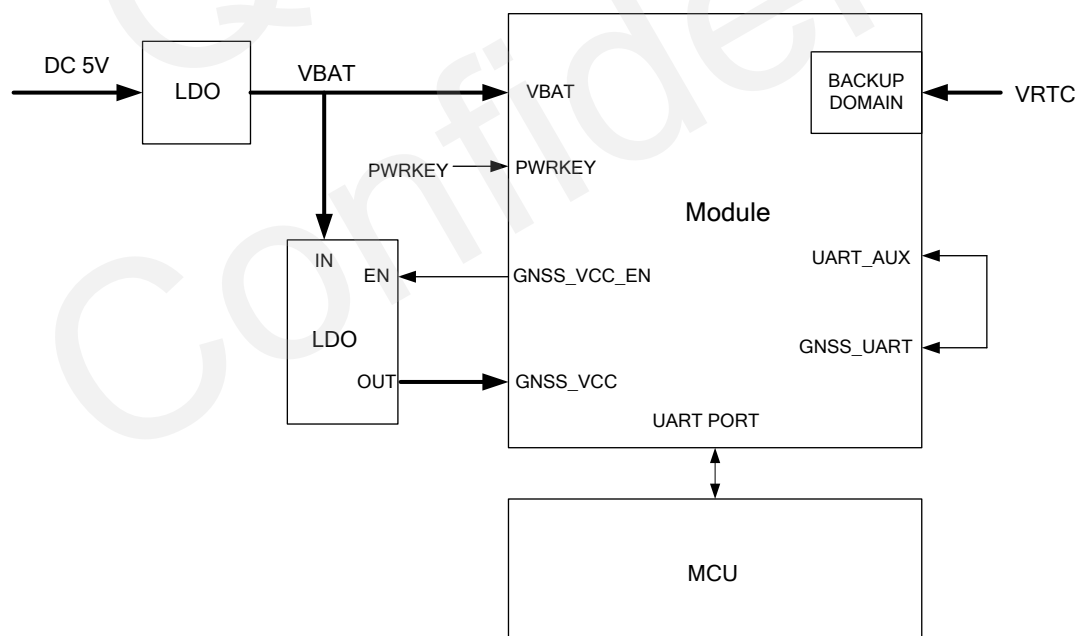 DC 5V
LDO
VBAT
VBAT
BACKUP
DOMAIN
VRTC
PWRKEY
PWRKEY
Module
IN
EN
GNSS_VCC_EN
UART_AUX
LDO
GNSS_UART
OUT
GNSS_VCC
UART PORT
MCU